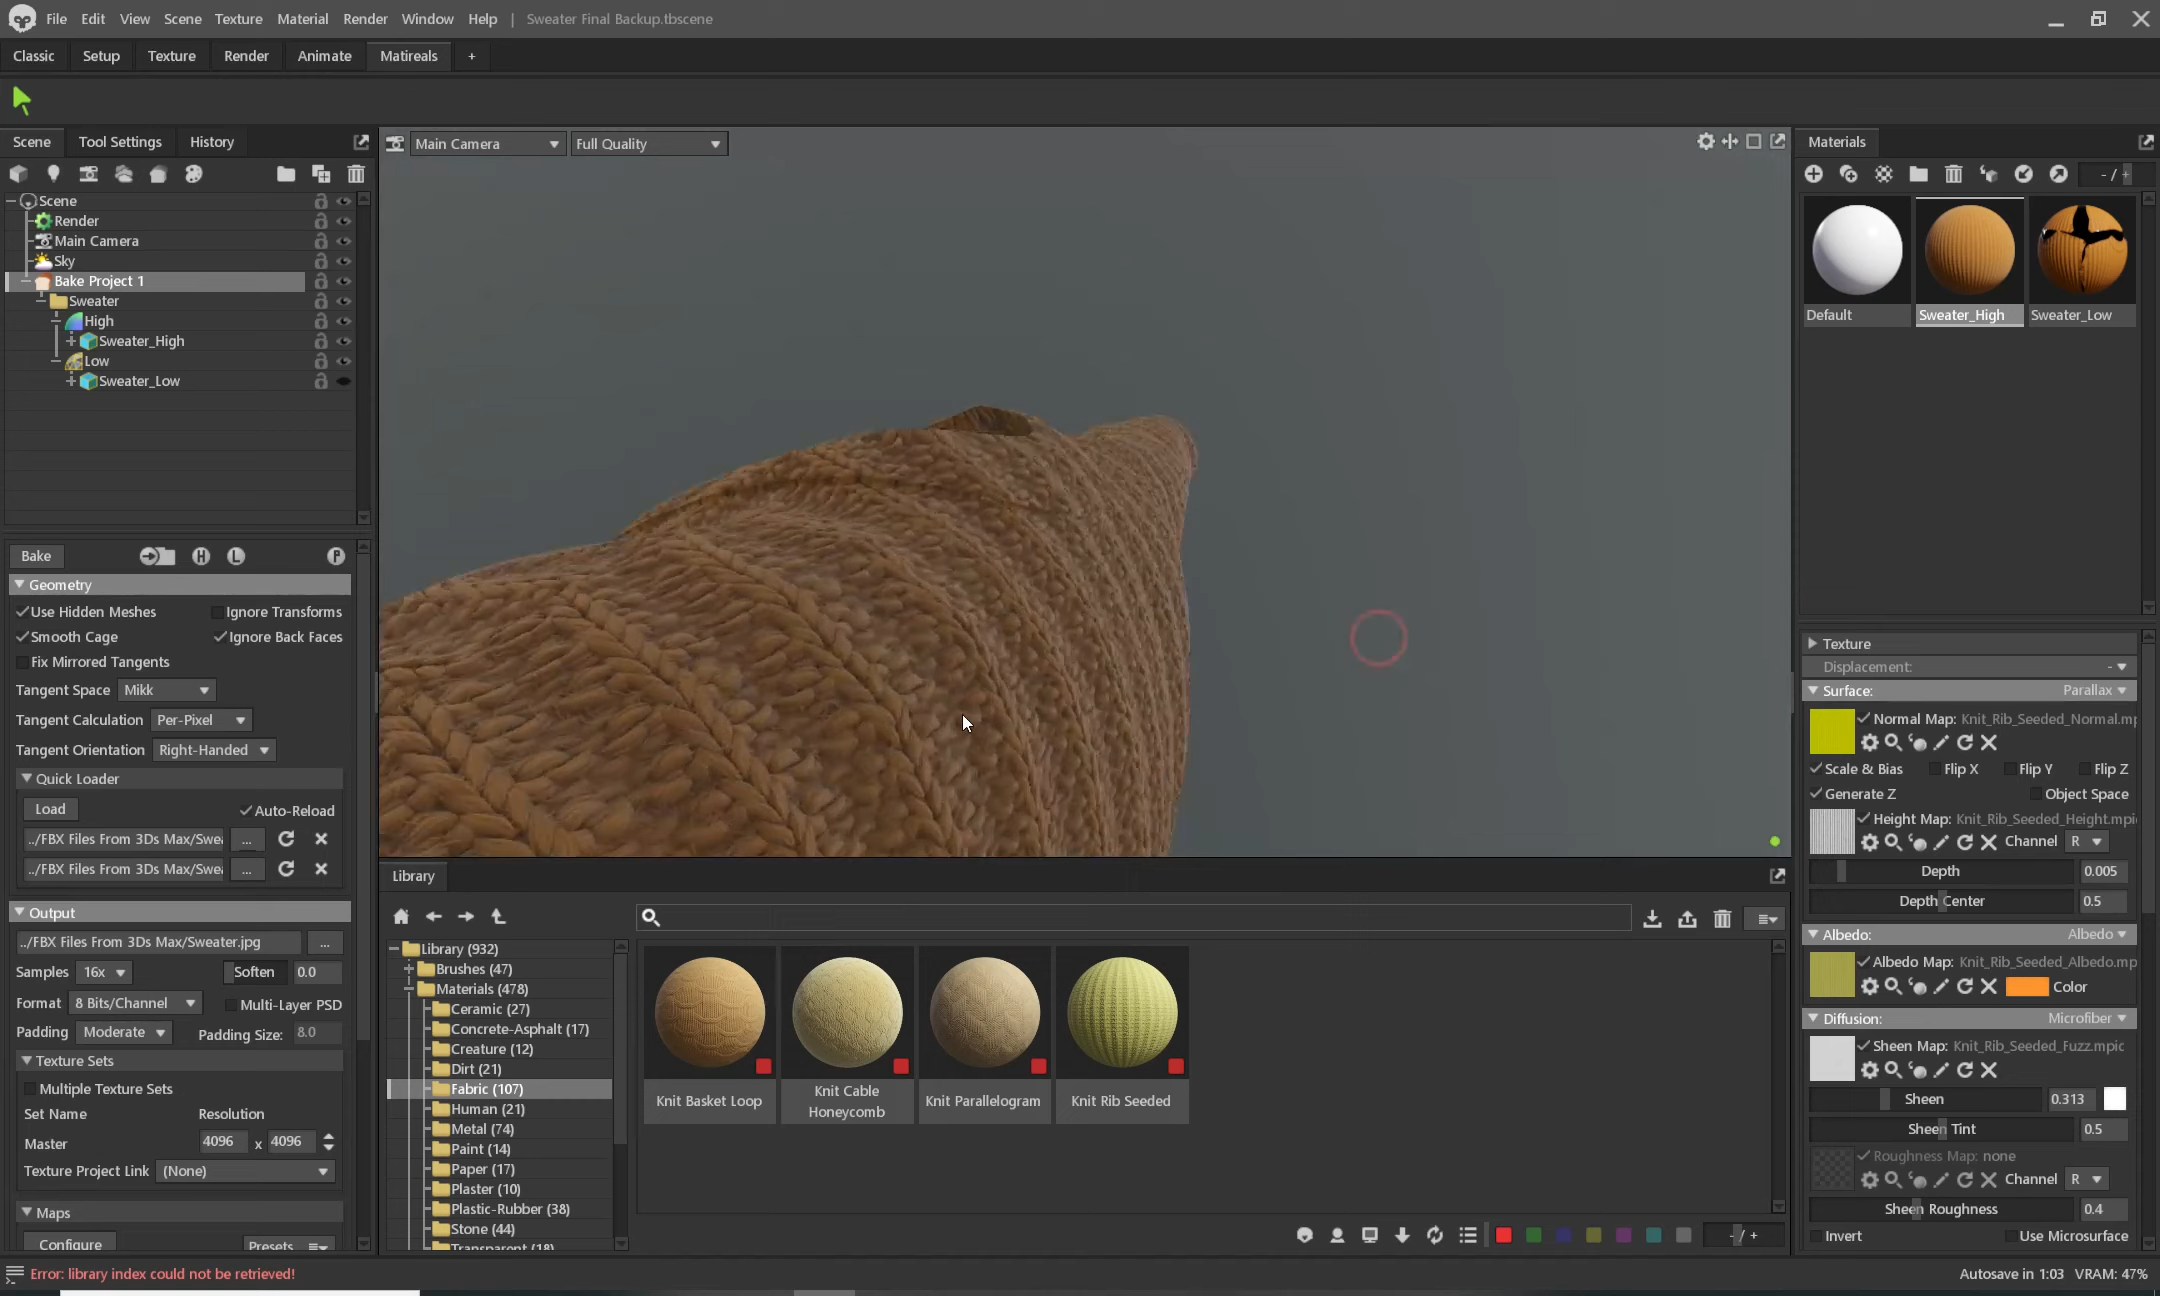 File Edit View Scene Texture Material Render Window Help | Sweater Final Backup.tbscene
Classic Setup Texture Render Animate Matireals +
Scene Tool Settings History
Main Camera Full Quality
Materials
- / +
Scene
Render
Main Camera
Sky
Bake Project 1
Sweater
High
Sweater_High
Low
Sweater_Low
Default Sweater_High Sweater_Low
Bake H L P
Geometry
Use Hidden Meshes Ignore Transforms
Smooth Cage Ignore Back Faces
Fix Mirrored Tangents
Tangent Space Mikk
Tangent Calculation Per-Pixel
Tangent Orientation Right-Handed
Quick Loader
Load Auto-Reload
../FBX Files From 3Ds Max/Swea ...
../FBX Files From 3Ds Max/Swea ...
Output
../FBX Files From 3Ds Max/Sweater.jpg ...
Samples 16x Soften 0.0
Format 8 Bits/Channel Multi-Layer PSD
Padding Moderate Padding Size: 8.0
Texture Sets
Multiple Texture Sets
Set Name Resolution
Master 4096 x 4096
Texture Project Link (None)
Maps
Configure Presets
Library
Library (932)
Brushes (47)
Materials (478)
Ceramic (27)
Concrete-Asphalt (17)
Creature (12)
Dirt (21)
Fabric (107)
Human (21)
Metal (74)
Paint (14)
Paper (17)
Plaster (10)
Plastic-Rubber (38)
Stone (44)
Transparent (18)
Knit Basket Loop
Knit Cable
Honeycomb
Knit Parallelogram
Knit Rib Seeded
- / +
Texture
Displacement: -
Surface: Parallax
Normal Map: Knit_Rib_Seeded_Normal.mp
Scale & Bias Flip X Flip Y Flip Z
Generate Z Object Space
Height Map: Knit_Rib_Seeded_Height.mpi
Channel R
Depth 0.005
Depth Center 0.5
Albedo: Albedo
Albedo Map: Knit_Rib_Seeded_Albedo.mp
Color
Diffusion: Microfiber
Sheen Map: Knit_Rib_Seeded_Fuzz.mpic
Sheen 0.313
Sheen Tint 0.5
Roughness Map: none
Channel R
Sheen Roughness 0.4
Invert Use Microsurface
Error: library index could not be retrieved!
Autosave in 1:03 VRAM: 47%